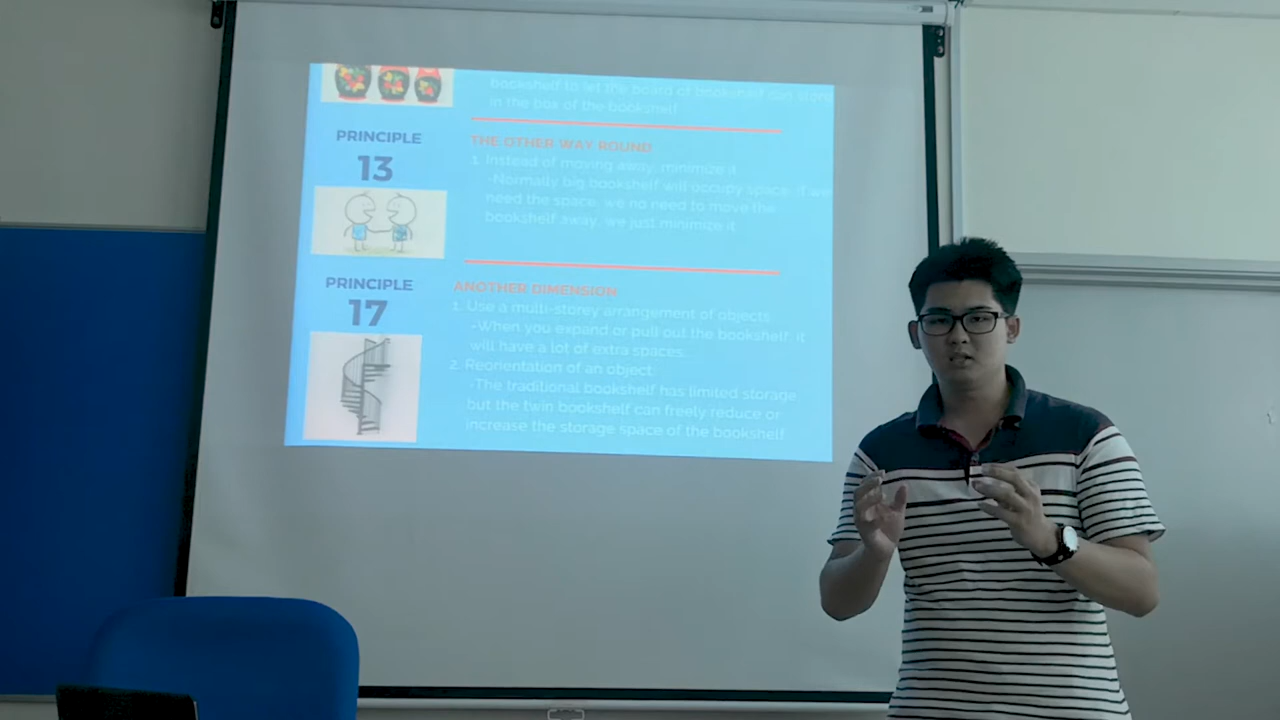 bookshelf to let the board of bookshelf can store
in the box of the bookshelf
PRINCIPLE
13
THE OTHER WAY ROUND
1. Instead of moving away, minimize it
-Normally big bookshelf will occupy space, if we
need the space, we no need to move the
bookshelf away, we just minimize it
PRINCIPLE
17
ANOTHER DIMENSION
1. Use a multi-storey arrangement of objects
-When you expand or pull out the bookshelf, it
will have a lot of extra spaces.
2. Reorientation of an object:
-The traditional bookshelf has limited storage
but the twin bookshelf can freely reduce or
increase the storage space of the bookshelf